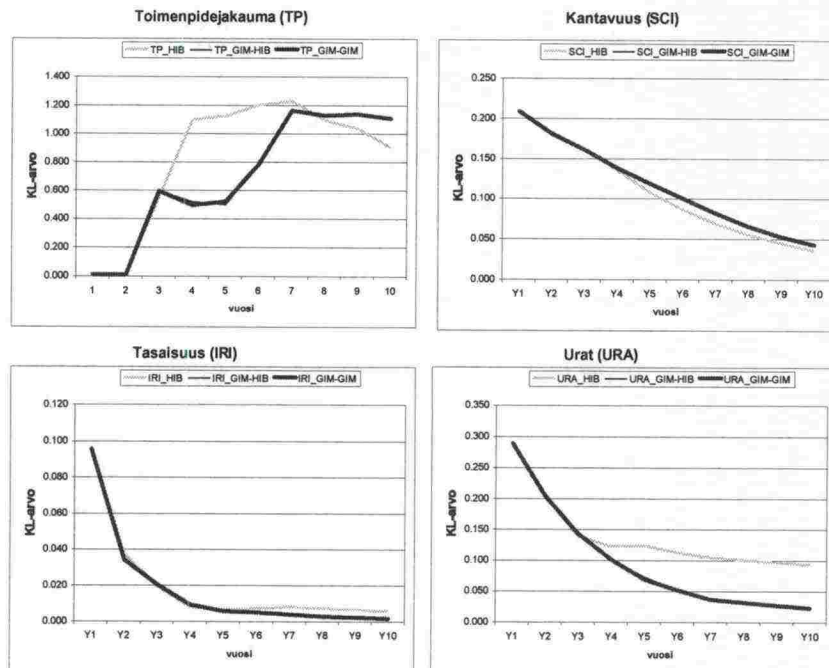 Toimenpidejakauma (TP)
TP_HIB TP_GIM-HIB TP_GIM-GIM
KL-arvo
1.400
1.200
1.000
0.800
0.600
0.400
0.200
0.000
1 2 3 4 5 6 7 8 9 10
vuosi
Kantavuus (SCI)
SCI_HIB SCI_GIM-HIB SCI_GIM-GIM
KL-arvo
0.250
0.200
0.150
0.100
0.050
0.000
Y1 Y2 Y3 Y4 Y5 Y6 Y7 Y8 Y9 Y10
vuosi
Tasaisuus (IRI)
IRI_HIB IRI_GIM-HIB IRI_GIM-GIM
KL-arvo
0.120
0.100
0.080
0.060
0.040
0.020
0.000
Y1 Y2 Y3 Y4 Y5 Y6 Y7 Y8 Y9 Y10
vuosi
Urat (URA)
URA_HIB URA_GIM-HIB URA_GIM-GIM
KL-arvo
0.350
0.300
0.250
0.200
0.150
0.100
0.050
0.000
Y1 Y2 Y3 Y4 Y5 Y6 Y7 Y8 Y9 Y10
vuosi